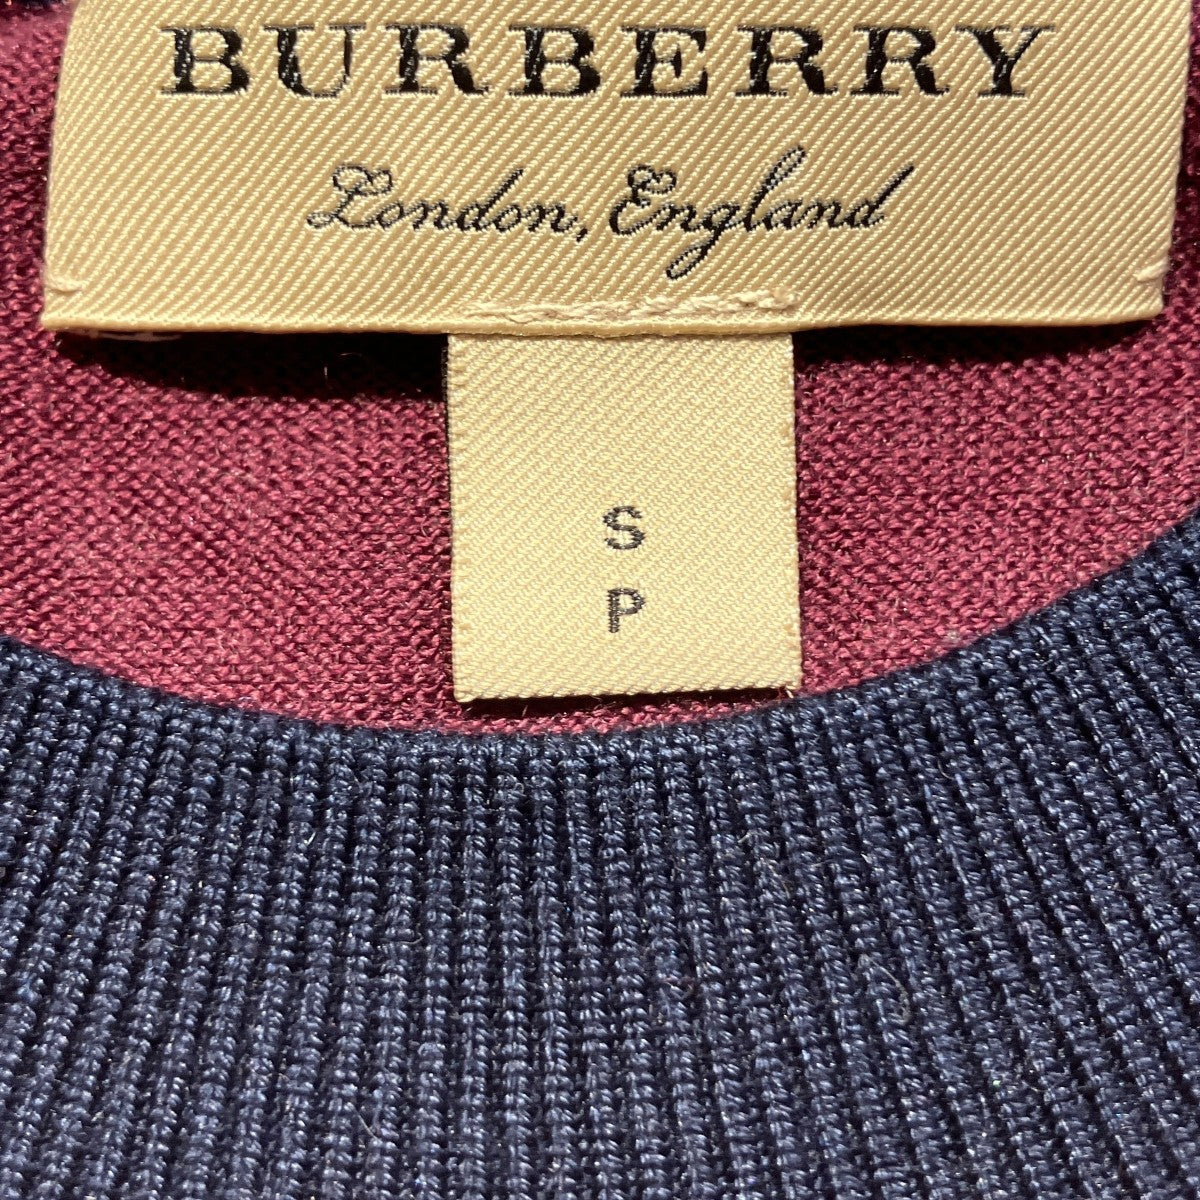 BURBERRY
London, England
S
P